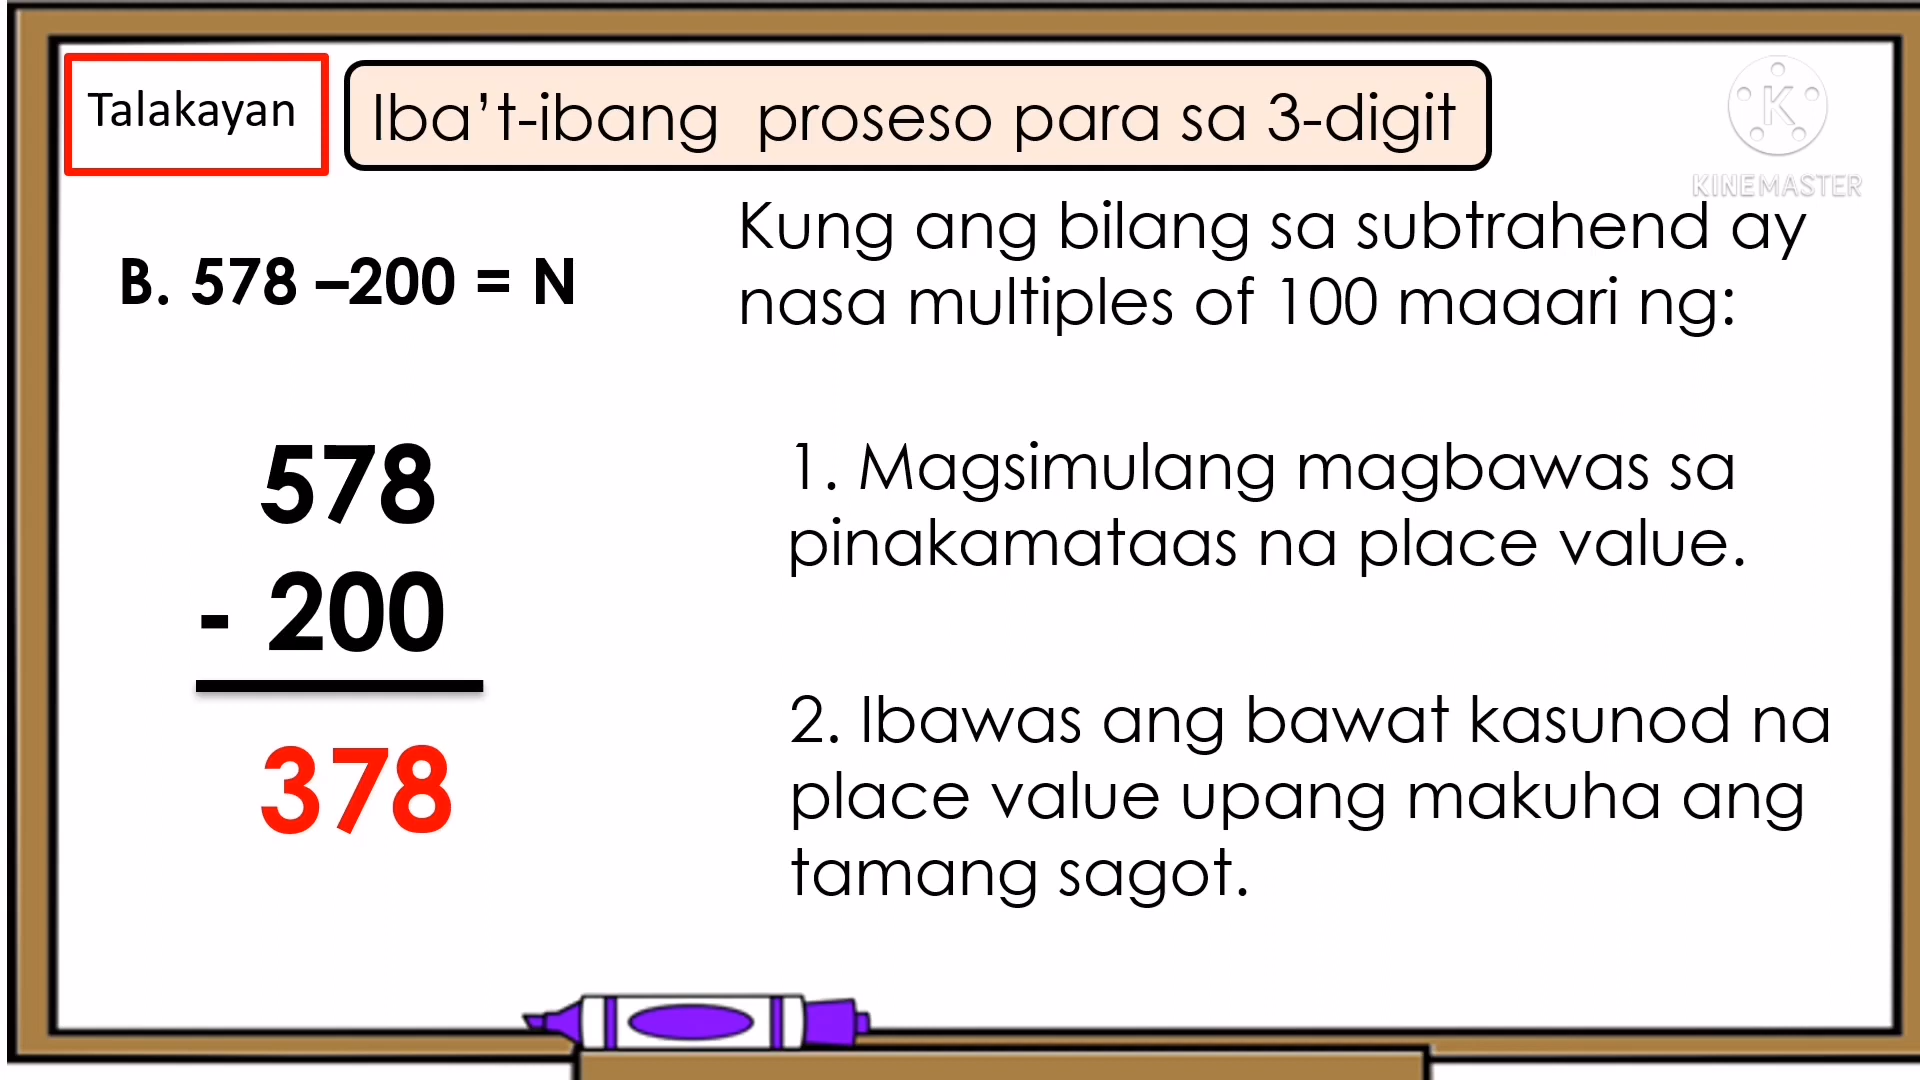 Talakayan
Iba’t-ibang  proseso para sa 3-digit
K
KINEMASTER
B. 578 –200 = N
578
- 200
378
Kung ang bilang sa subtrahend ay
nasa multiples of 100 maaari ng:
1. Magsimulang magbawas sa
pinakamataas na place value.
2. Ibawas ang bawat kasunod na
place value upang makuha ang
tamang sagot.